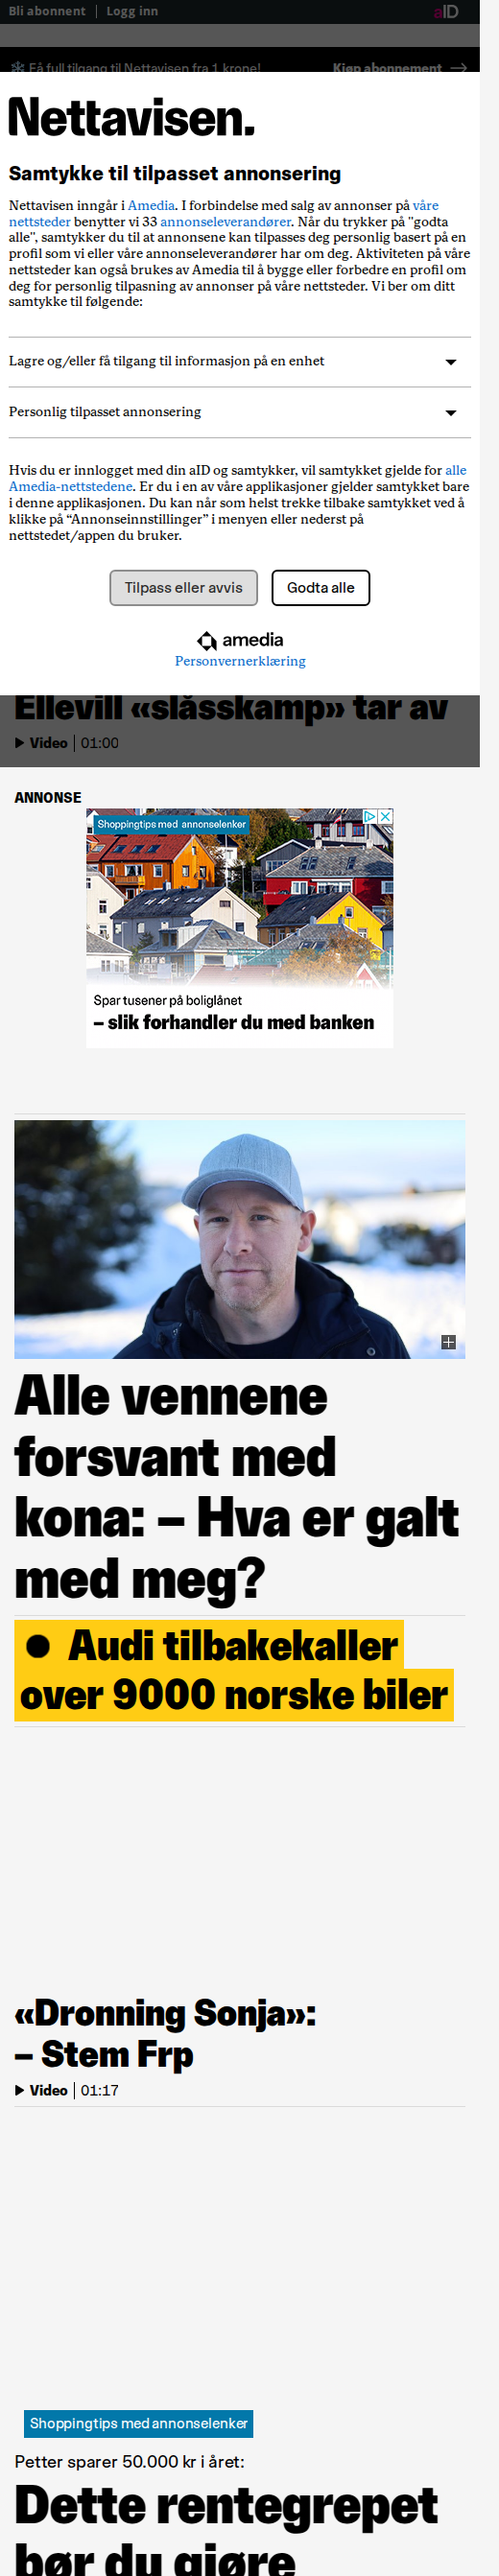 Bli abonnent | Logg inn aID
Få full tilgang til Nettavisen fra 1 krone! Kjøp abonnement →
Nettavisen.
Samtykke til tilpasset annonsering
Nettavisen inngår i Amedia. I forbindelse med salg av annonser på våre
nettsteder benytter vi 33 annonseleverandører. Når du trykker på "godta
alle", samtykker du til at annonsene kan tilpasses deg personlig basert på en
profil som vi eller våre annonseleverandører har om deg. Aktiviteten på våre
nettsteder kan også brukes av Amedia til å bygge eller forbedre en profil om
deg for personlig tilpasning av annonser på våre nettsteder. Vi ber om ditt
samtykke til følgende:
Lagre og/eller få tilgang til informasjon på en enhet
Personlig tilpasset annonsering
Hvis du er innlogget med din aID og samtykker, vil samtykket gjelde for alle
Amedia-nettstedene. Er du i en av våre applikasjoner gjelder samtykket bare
i denne applikasjonen. Du kan når som helst trekke tilbake samtykket ved å
klikke på “Annonseinnstillinger” i menyen eller nederst på
nettstedet/appen du bruker.
Tilpass eller avvis Godta alle
amedia
Personvernerklæring
Ellevill «slåsskamp» tar av
Video | 01:00
ANNONSE
Shoppingtips med annonselenker
Spar tusener på boliglånet
– slik forhandler du med banken
Alle vennene
forsvant med
kona: – Hva er galt
med meg?
● Audi tilbakekaller
over 9000 norske biler
«Dronning Sonja»:
– Stem Frp
Video | 01:17
Shoppingtips med annonselenker
Petter sparer 50.000 kr i året:
Dette rentegrepet
bør du gjøre